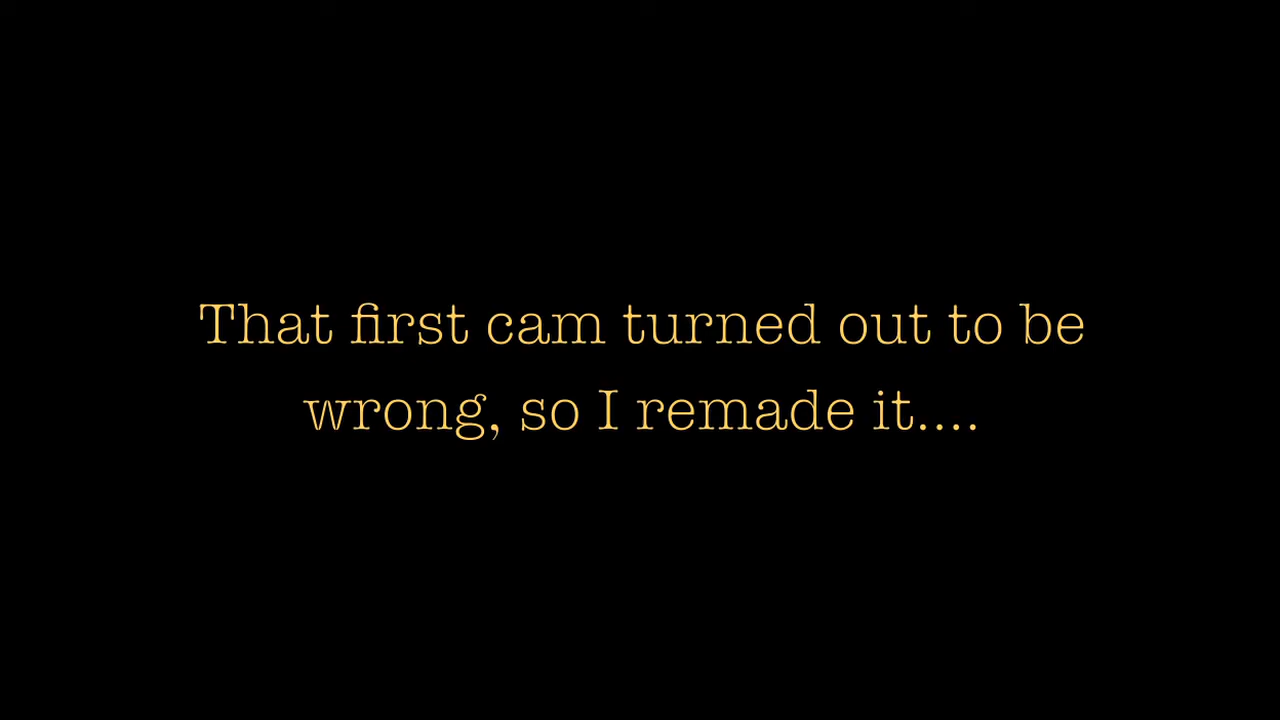 That first cam turned out to be
wrong, so I remade it....